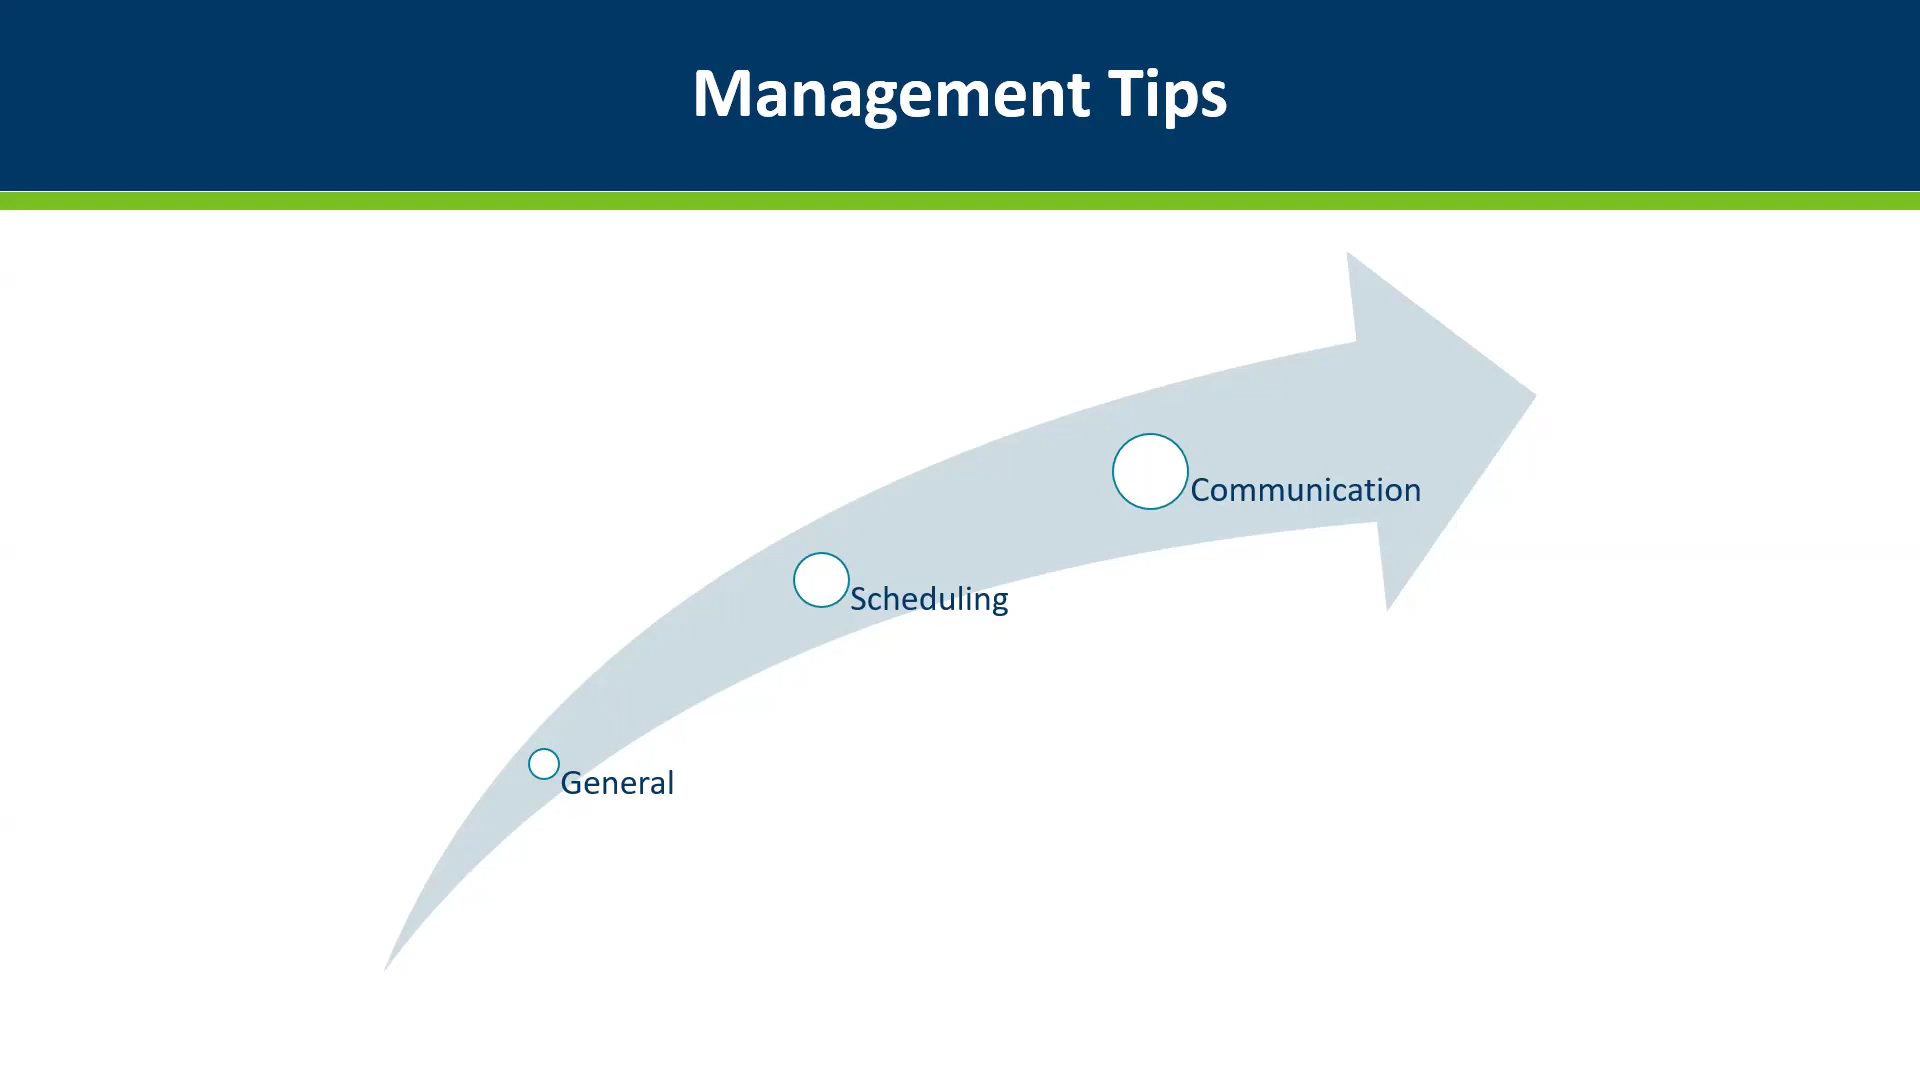 Management Tips
Communication
Scheduling
General